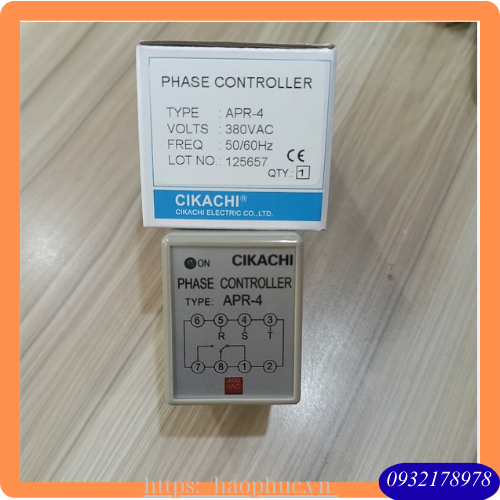 PHASE CONTROLLER
TYPE : APR-4
VOLTS : 380VAC
FREQ : 50/60Hz
LOT NO.: 125657
CE
QTY.: 1
CIKACHI®
CIKACHI ELECTRIC CO.,LTD.
ON CIKACHI
PHASE CONTROLLER
TYPE: APR-4
6 5 4 3
R S T
7 8 1 2
380
VAC
https: haophuc.vn
0932178978